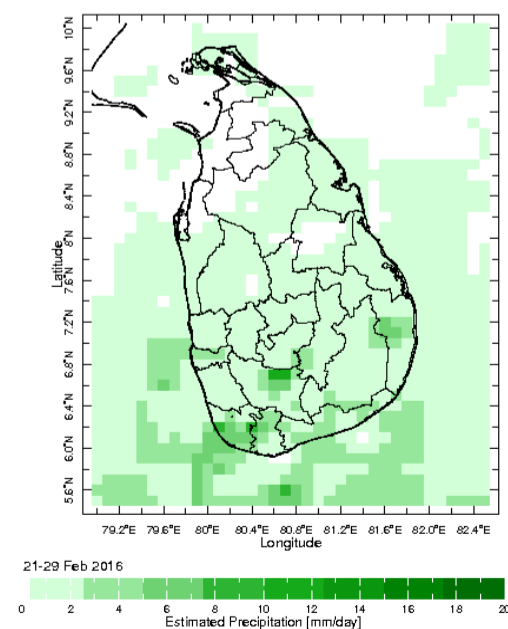 10°N
9.6°N
9.2°N
8.8°N
8.4°N
8°N
7.6°N
7.2°N
6.8°N
6.4°N
6.0°N
5.6°N
Latitude
79.2°E 79.6°E 80°E 80.4°E 80.8°E 81.2°E 81.6°E 82.0°E 82.4°E
Longitude
21-29 Feb 2016
0 2 4 6 8 10 12 14 16 18 20
Estimated Precipitation [mm/day]